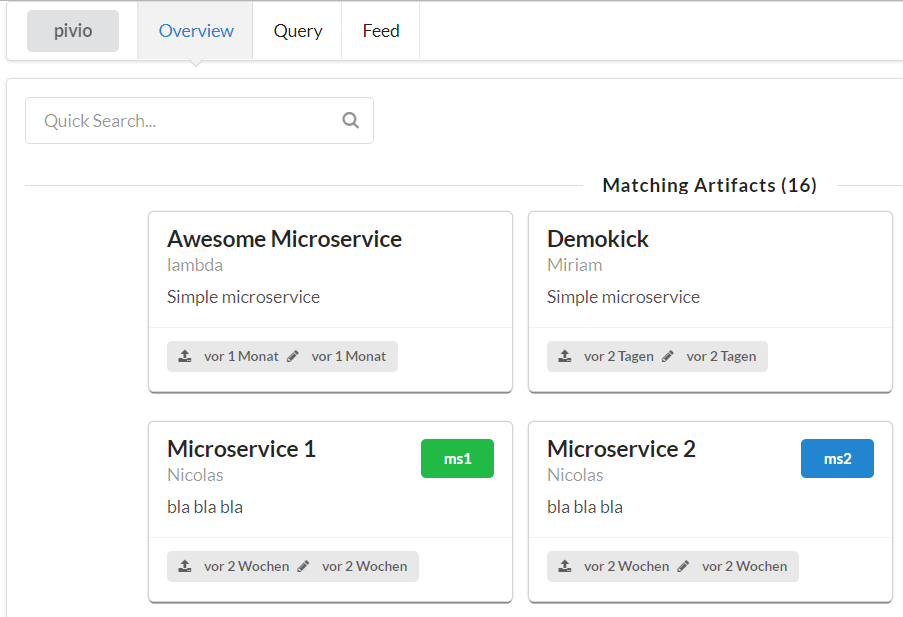 pivio Overview Query Feed
Quick Search...
Matching Artifacts (16)
Awesome Microservice
lambda
Simple microservice
vor 1 Monat vor 1 Monat
Demokick
Miriam
Simple microservice
vor 2 Tagen vor 2 Tagen
Microservice 1 ms1
Nicolas
bla bla bla
vor 2 Wochen vor 2 Wochen
Microservice 2 ms2
Nicolas
bla bla bla
vor 2 Wochen vor 2 Wochen